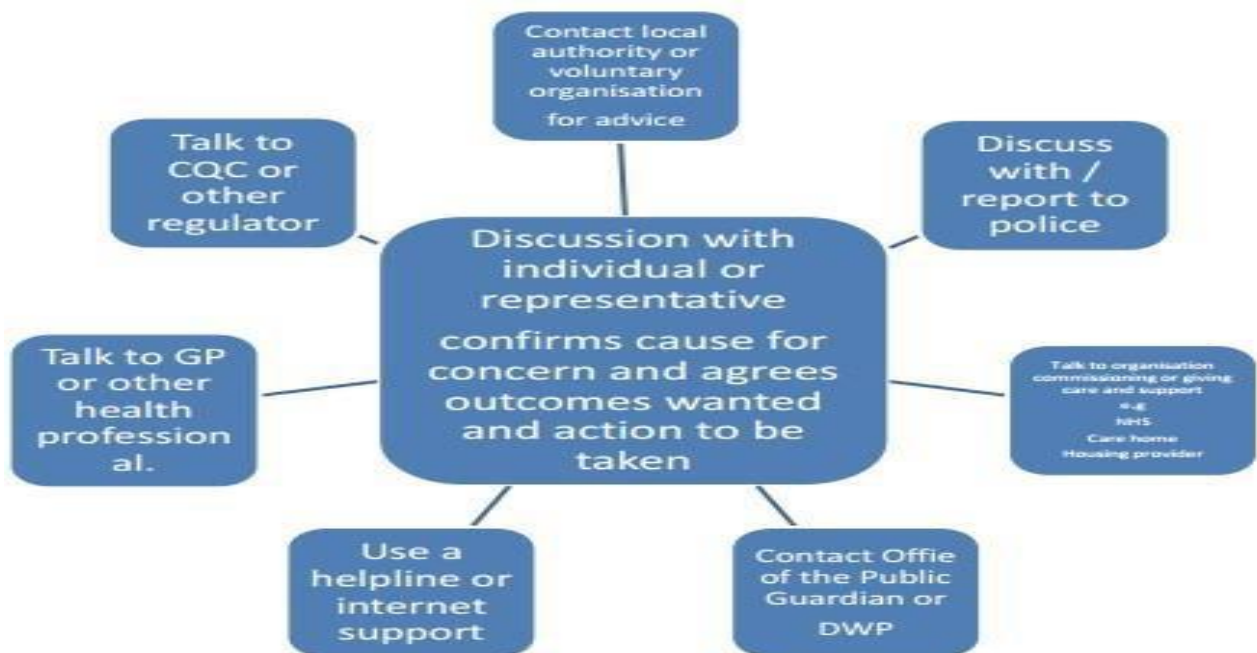 Contact local
authority or
voluntary
organisation
for advice
Talk to
CQC or
other
regulator
Discuss
with /
report to
police
Discussion with
individual or
representative
confirms cause for
concern and agrees
outcomes wanted
and action to be
taken
Talk to GP
or other
health
profession
al.
Talk to organisation
commissioning or giving
care and support
e.g
NHS
Care home
Housing provider
Use a
helpline or
internet
support
Contact Offie
of the Public
Guardian or
DWP